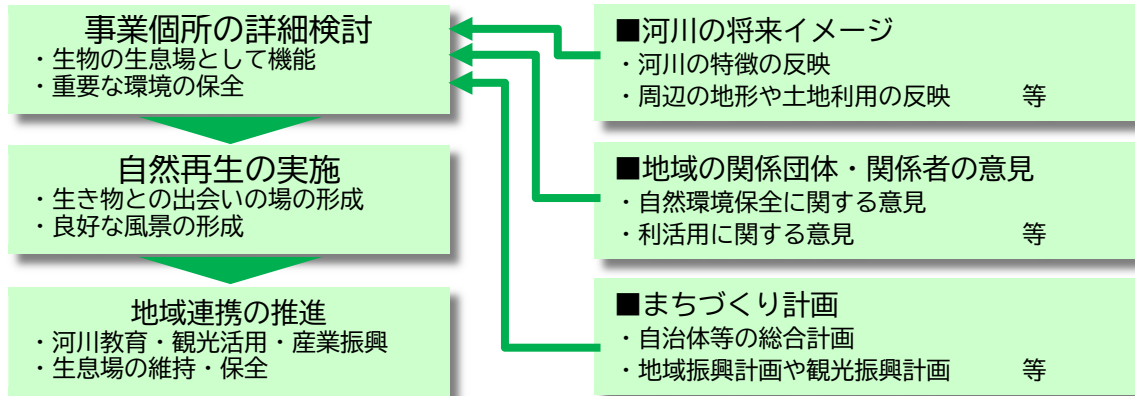 事業個所の詳細検討
・生物の生息場として機能
・重要な環境の保全
自然再生の実施
・生き物との出会いの場の形成
・良好な風景の形成
地域連携の推進
・河川教育・観光活用・産業振興
・生息場の維持・保全
■河川の将来イメージ
・河川の特徴の反映
・周辺の地形や土地利用の反映　　　等
■地域の関係団体・関係者の意見
・自然環境保全に関する意見
・利活用に関する意見　　　等
■まちづくり計画
・自治体等の総合計画
・地域振興計画や観光振興計画　　　等